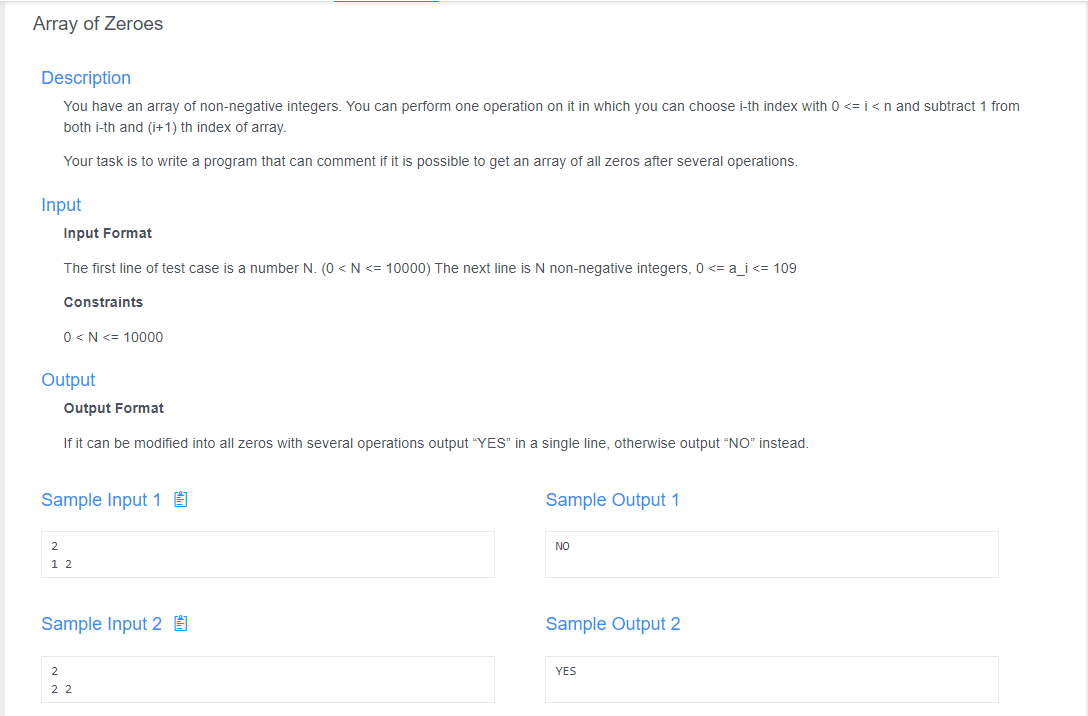 Array of Zeroes
Description
You have an array of non-negative integers. You can perform one operation on it in which you can choose i-th index with 0 <= i < n and subtract 1 from
both i-th and (i+1) th index of array.
Your task is to write a program that can comment if it is possible to get an array of all zeros after several operations.
Input
Input Format
The first line of test case is a number N. (0 < N <= 10000) The next line is N non-negative integers, 0 <= a_i <= 109
Constraints
0 < N <= 10000
Output
Output Format
If it can be modified into all zeros with several operations output “YES” in a single line, otherwise output “NO” instead.
Sample Input 1
Sample Output 1
2
1 2
NO
Sample Input 2
Sample Output 2
2
2 2
YES